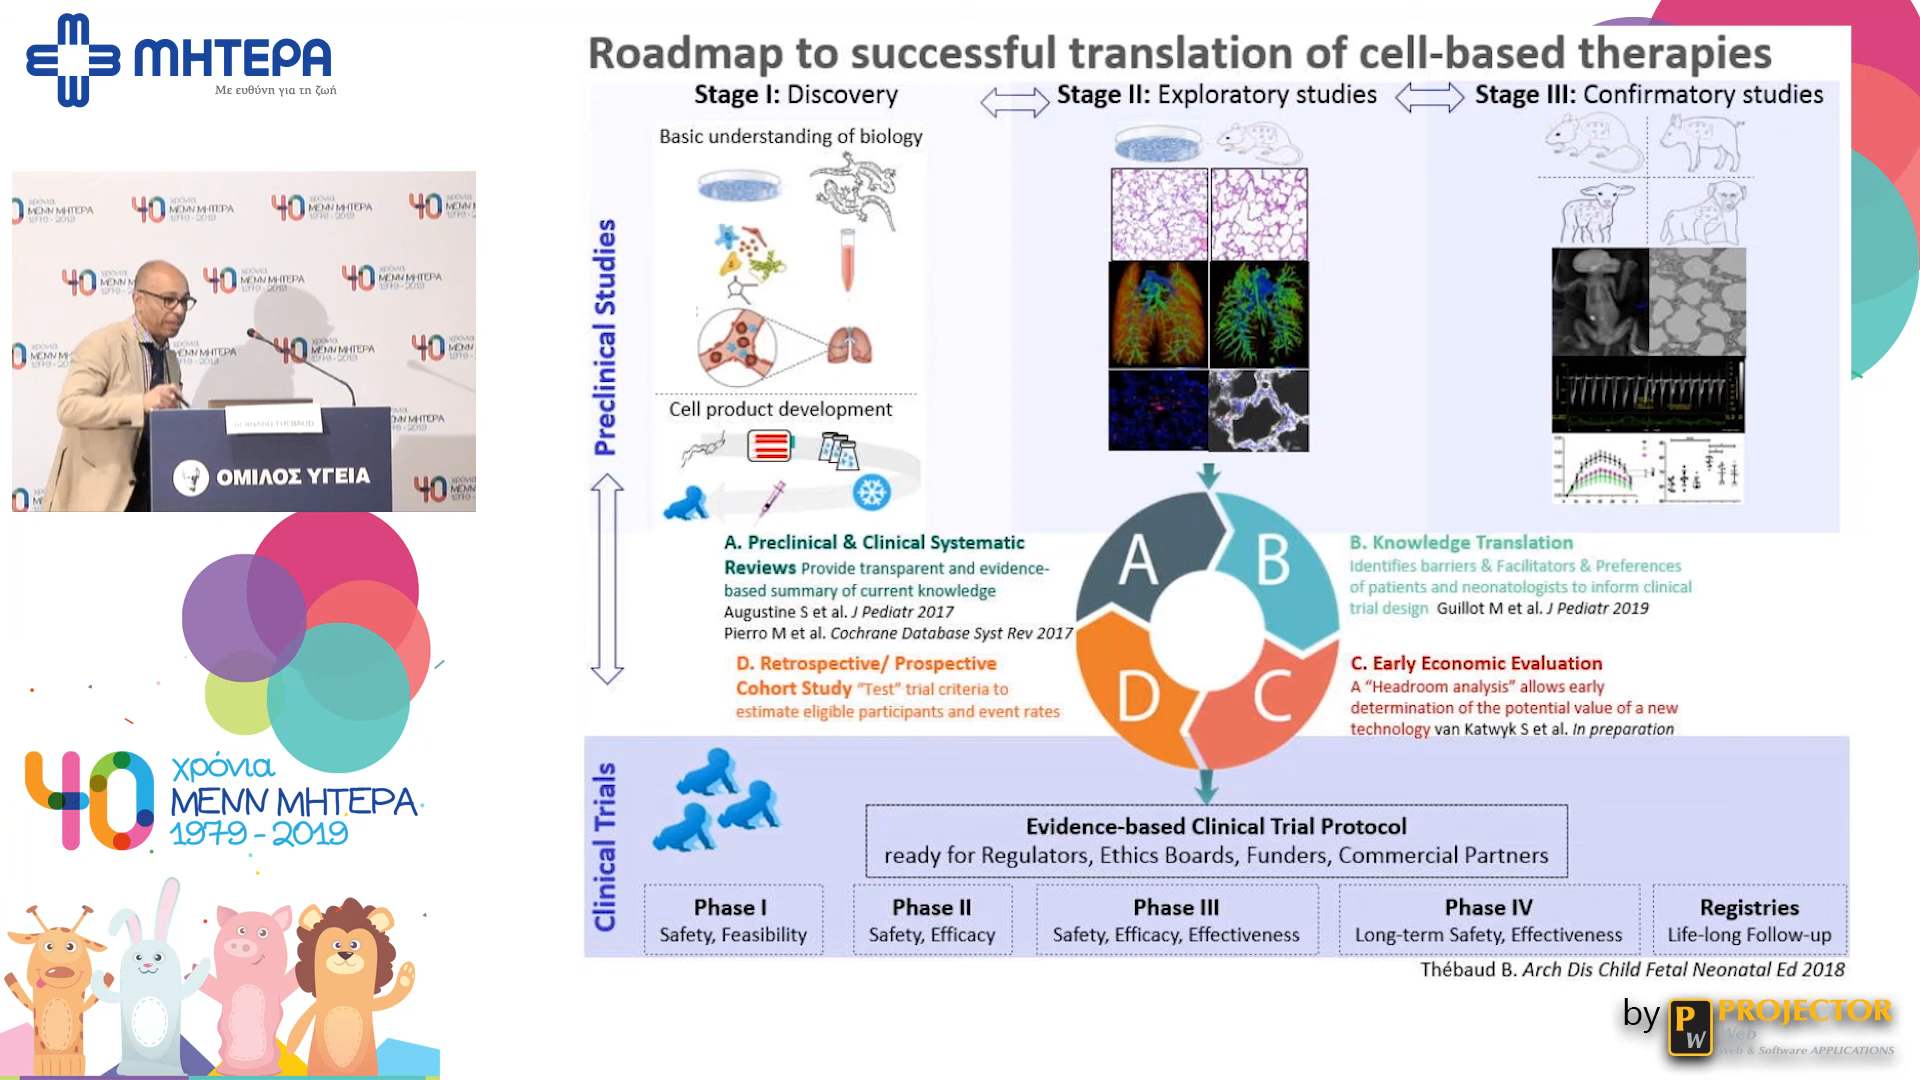 ΜΗΤΕΡΑ
Με ευθύνη για τη ζωή
ΟΜΙΛΟΣ ΥΓΕΙΑ
BERNARD THEBAUD
40 χρόνια
ΜΕΝΝ ΜΗΤΕΡΑ
1979 - 2019
Roadmap to successful translation of cell-based therapies
Stage I: Discovery
Stage II: Exploratory studies
Stage III: Confirmatory studies
Preclinical Studies
Basic understanding of biology
Cell product development
A. Preclinical & Clinical Systematic
Reviews Provide transparent and evidence-
based summary of current knowledge
Augustine S et al. J Pediatr 2017
Pierro M et al. Cochrane Database Syst Rev 2017
D. Retrospective/ Prospective
Cohort Study “Test” trial criteria to
estimate eligible participants and event rates
A
B
C
D
B. Knowledge Translation
Identifies barriers & Facilitators & Preferences
of patients and neonatologists to inform clinical
trial design Guillot M et al. J Pediatr 2019
C. Early Economic Evaluation
A “Headroom analysis” allows early
determination of the potential value of a new
technology van Katwyk S et al. In preparation
Clinical Trials
Evidence-based Clinical Trial Protocol
ready for Regulators, Ethics Boards, Funders, Commercial Partners
Phase I
Safety, Feasibility
Phase II
Safety, Efficacy
Phase III
Safety, Efficacy, Effectiveness
Phase IV
Long-term Safety, Effectiveness
Registries
Life-long Follow-up
Thébaud B. Arch Dis Child Fetal Neonatal Ed 2018
by PW PROJECTOR
Web
Web & Software APPLICATIONS